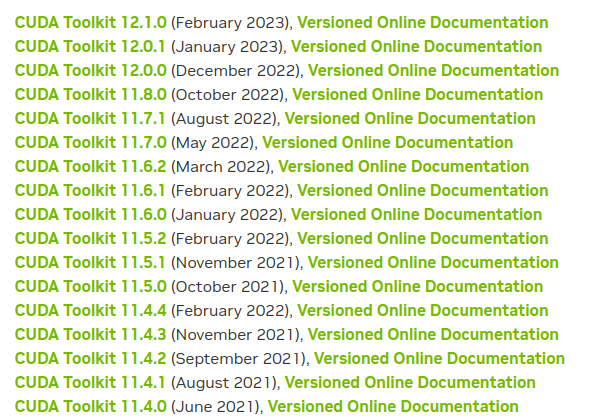 CUDA Toolkit 12.1.0 (February 2023), Versioned Online Documentation
CUDA Toolkit 12.0.1 (January 2023), Versioned Online Documentation
CUDA Toolkit 12.0.0 (December 2022), Versioned Online Documentation
CUDA Toolkit 11.8.0 (October 2022), Versioned Online Documentation
CUDA Toolkit 11.7.1 (August 2022), Versioned Online Documentation
CUDA Toolkit 11.7.0 (May 2022), Versioned Online Documentation
CUDA Toolkit 11.6.2 (March 2022), Versioned Online Documentation
CUDA Toolkit 11.6.1 (February 2022), Versioned Online Documentation
CUDA Toolkit 11.6.0 (January 2022), Versioned Online Documentation
CUDA Toolkit 11.5.2 (February 2022), Versioned Online Documentation
CUDA Toolkit 11.5.1 (November 2021), Versioned Online Documentation
CUDA Toolkit 11.5.0 (October 2021), Versioned Online Documentation
CUDA Toolkit 11.4.4 (February 2022), Versioned Online Documentation
CUDA Toolkit 11.4.3 (November 2021), Versioned Online Documentation
CUDA Toolkit 11.4.2 (September 2021), Versioned Online Documentation
CUDA Toolkit 11.4.1 (August 2021), Versioned Online Documentation
CUDA Toolkit 11.4.0 (June 2021), Versioned Online Documentation